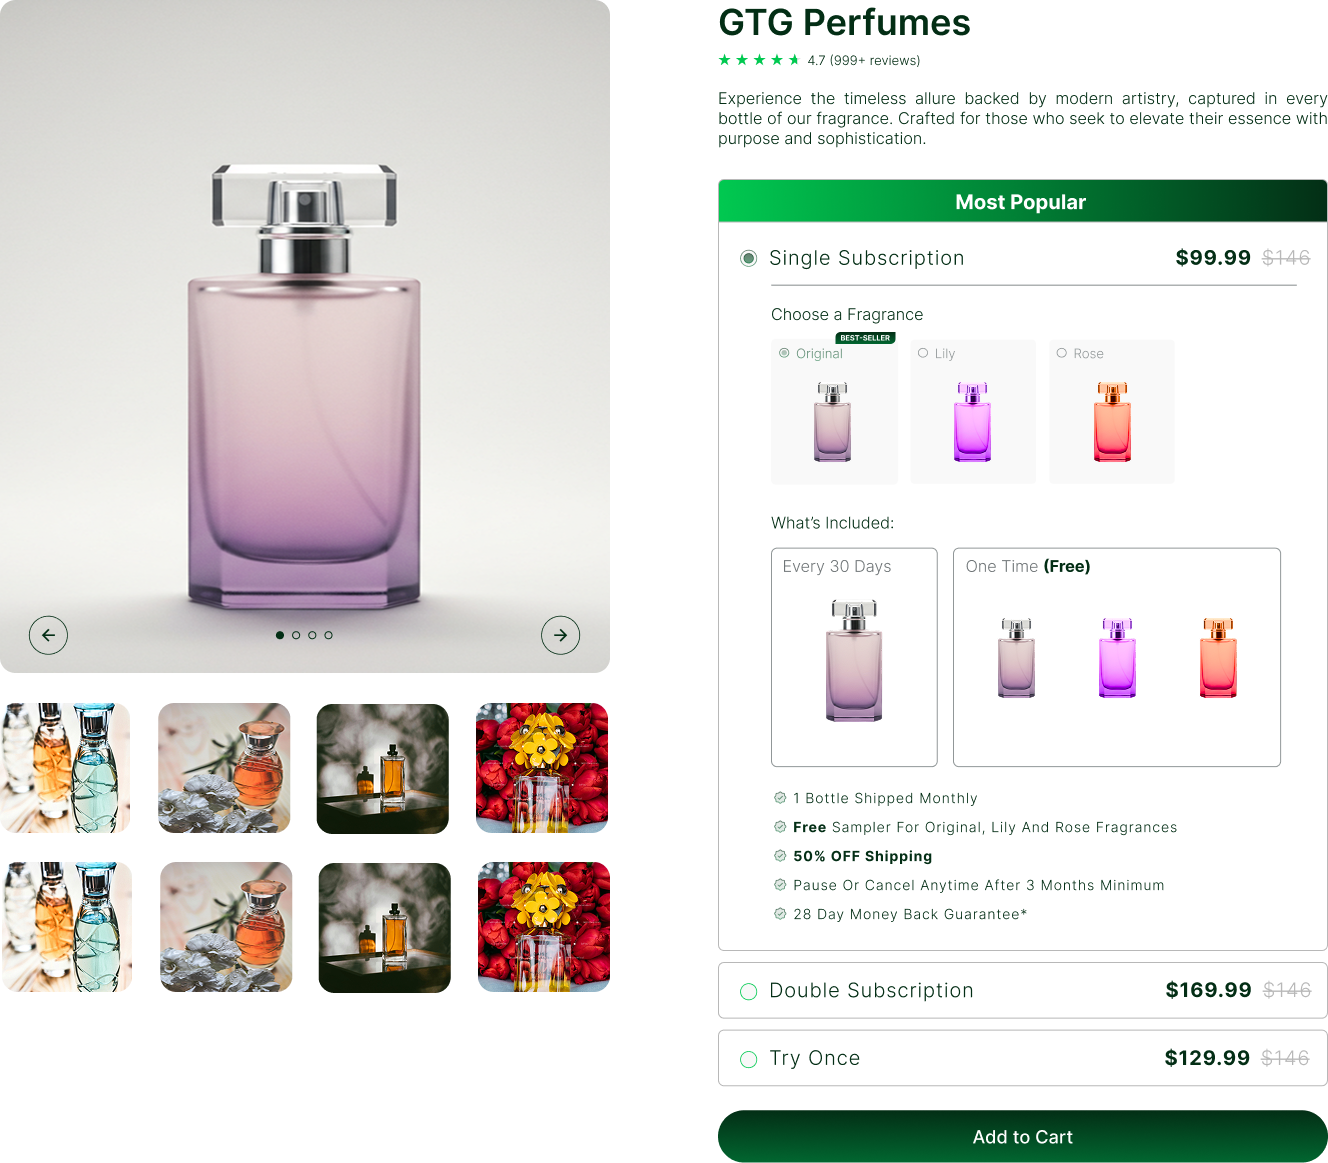 GTG Perfumes
4.7 (999+ reviews)
Experience the timeless allure backed by modern artistry, captured in every
bottle of our fragrance. Crafted for those who seek to elevate their essence with
purpose and sophistication.
Most Popular
Single Subscription $99.99 $146
Choose a Fragrance
BEST-SELLER
Original Lily Rose
What’s Included:
Every 30 Days One Time (Free)
1 Bottle Shipped Monthly
Free Sampler For Original, Lily And Rose Fragrances
50% OFF Shipping
Pause Or Cancel Anytime After 3 Months Minimum
28 Day Money Back Guarantee*
Double Subscription $169.99 $146
Try Once $129.99 $146
Add to Cart